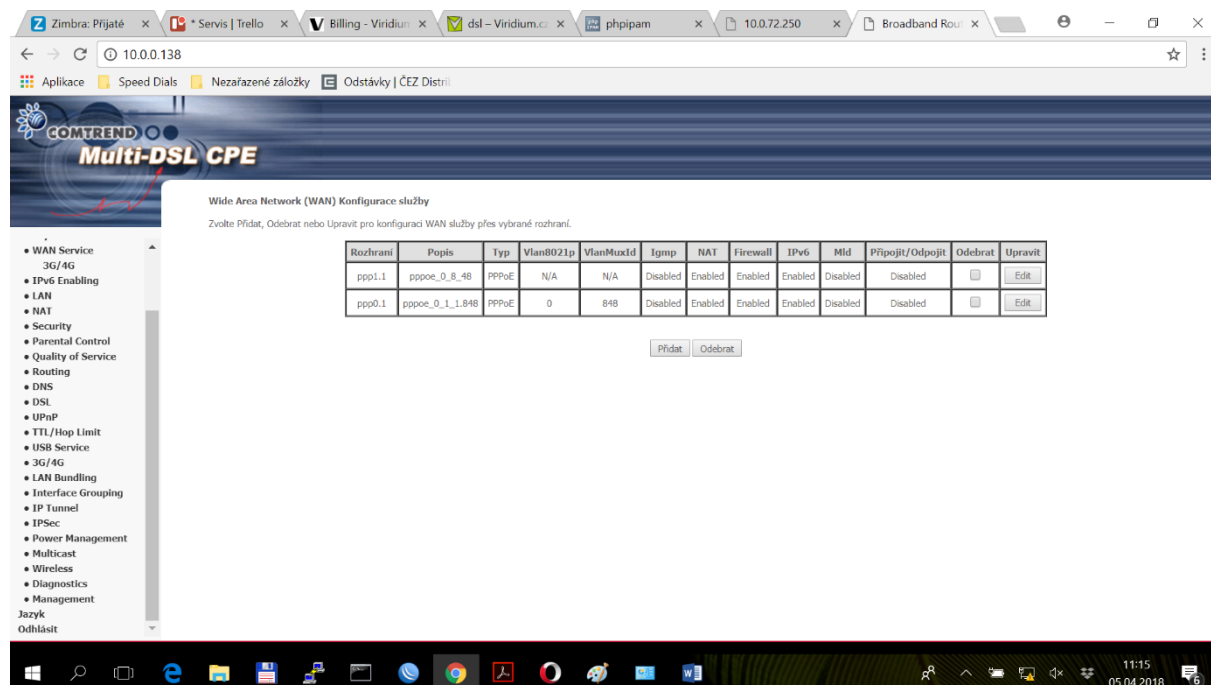 Zimbra: Přijaté
* Servis | Trello
Billing - Viridium
dsl – Viridium.cz
phpipam
10.0.72.250
Broadband Rou
10.0.0.138
Aplikace
Speed Dials
Nezařazené záložky
Odstávky | ČEZ Distri
COMTREND
Multi-DSL CPE
Wide Area Network (WAN) Konfigurace služby
Zvolte Přidat, Odebrat nebo Upravit pro konfiguraci WAN služby přes vybrané rozhraní.
Rozhraní Popis Typ Vlan8021p VlanMuxId Igmp NAT Firewall IPv6 Mld Připojit/Odpojit Odebrat Upravit
ppp1.1 pppoe_0_8_48 PPPoE N/A N/A Disabled Enabled Enabled Enabled Disabled Disabled Edit
ppp0.1 pppoe_0_1_1.848 PPPoE 0 848 Disabled Enabled Enabled Enabled Disabled Disabled Edit
Přidat Odebrat
WAN Service
3G/4G
IPv6 Enabling
LAN
NAT
Security
Parental Control
Quality of Service
Routing
DNS
DSL
UPnP
TTL/Hop Limit
USB Service
3G/4G
LAN Bundling
Interface Grouping
IP Tunnel
IPSec
Power Management
Multicast
Wireless
Diagnostics
Management
Jazyk
Odhlásit
11:15
05.04.2018
6